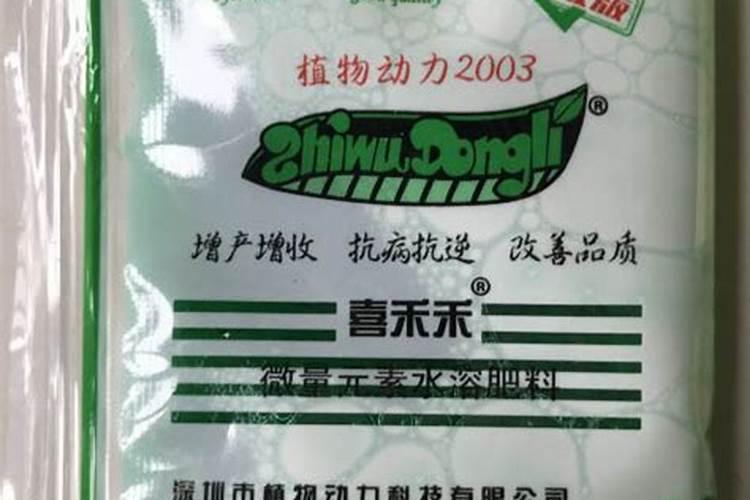 quality
版
植物动力2003
Zhiwu Dongli®
增产增收 抗病抗逆 改善品质
喜禾禾®
微量元素水溶肥料
深圳市植物动力科技有限公司